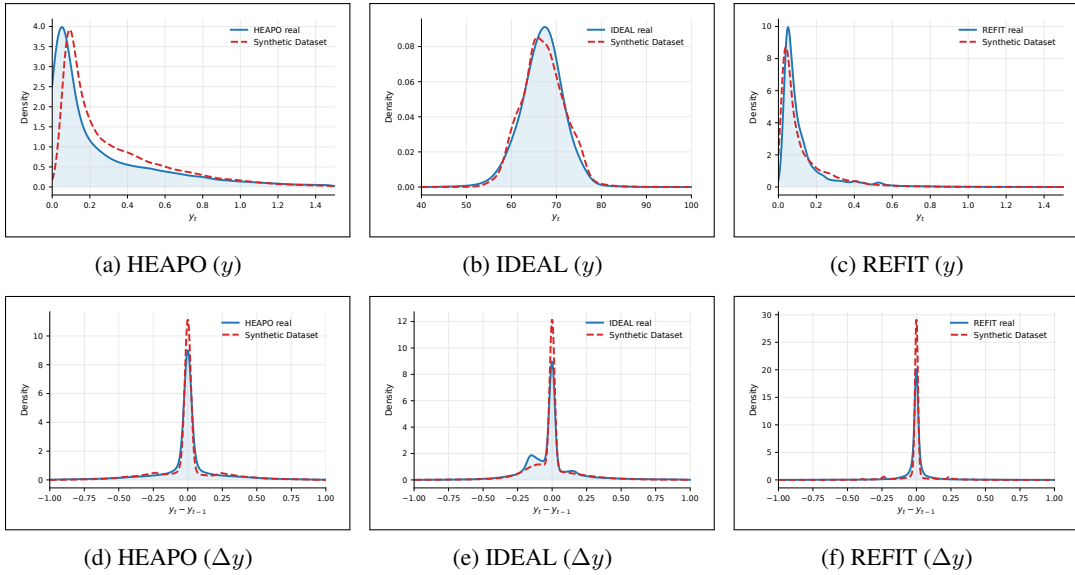 4.0
3.5
3.0
2.5
2.0
1.5
1.0
0.5
0.0
Density
HEAPO real
Synthetic Dataset
0.0 0.2 0.4 0.6 0.8 1.0 1.2 1.4
y_t
(a) HEAPO (y)
0.08
0.06
0.04
0.02
0.00
Density
IDEAL real
Synthetic Dataset
40 50 60 70 80 90 100
y_t
(b) IDEAL (y)
10
8
6
4
2
0
Density
REFIT real
Synthetic Dataset
0.0 0.2 0.4 0.6 0.8 1.0 1.2 1.4
y_t
(c) REFIT (y)
10
8
6
4
2
0
Density
HEAPO real
Synthetic Dataset
−1.00 −0.75 −0.50 −0.25 0.00 0.25 0.50 0.75 1.00
y_t − y_{t−1}
(d) HEAPO (Δy)
12
10
8
6
4
2
0
Density
IDEAL real
Synthetic Dataset
−1.00 −0.75 −0.50 −0.25 0.00 0.25 0.50 0.75 1.00
y_t − y_{t−1}
(e) IDEAL (Δy)
30
25
20
15
10
5
0
Density
REFIT real
Synthetic Dataset
−1.00 −0.75 −0.50 −0.25 0.00 0.25 0.50 0.75 1.00
y_t − y_{t−1}
(f) REFIT (Δy)